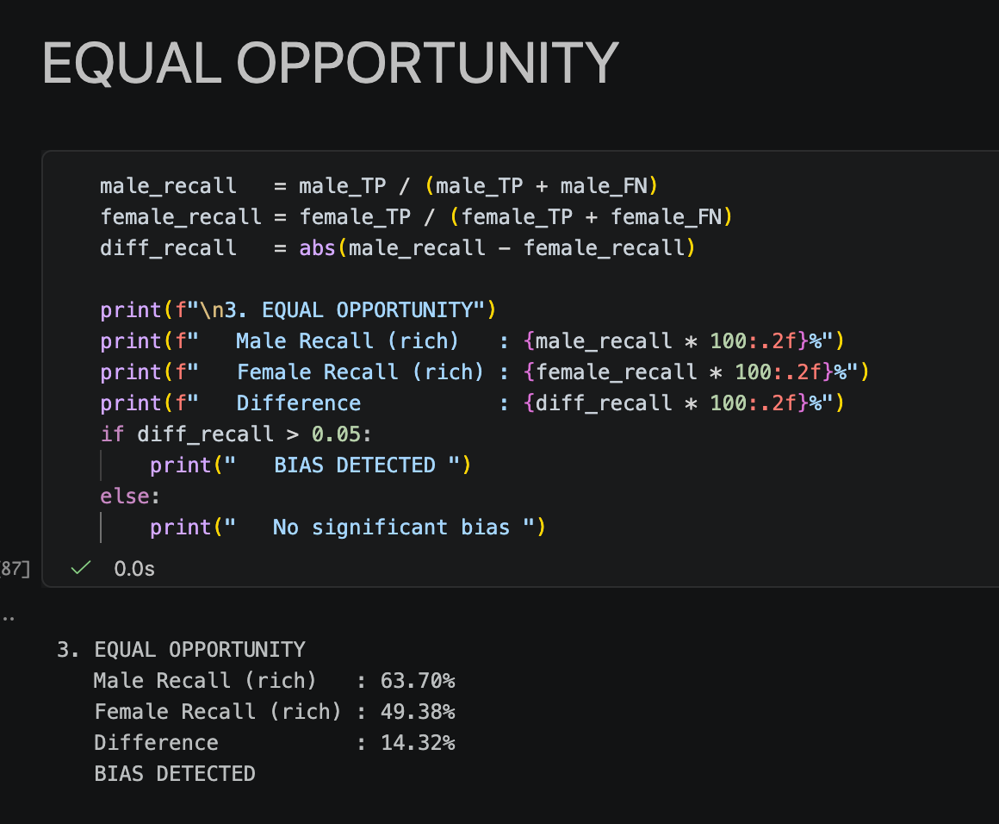 EQUAL OPPORTUNITY
male_recall   = male_TP / (male_TP + male_FN)
female_recall = female_TP / (female_TP + female_FN)
diff_recall   = abs(male_recall - female_recall)
print(f"\n3. EQUAL OPPORTUNITY")
print(f"   Male Recall (rich)   : {male_recall * 100:.2f}%")
print(f"   Female Recall (rich) : {female_recall * 100:.2f}%")
print(f"   Difference           : {diff_recall * 100:.2f}%")
if diff_recall > 0.05:
    print("   BIAS DETECTED ")
else:
    print("   No significant bias ")
87]
0.0s
..
3. EQUAL OPPORTUNITY
   Male Recall (rich)   : 63.70%
   Female Recall (rich) : 49.38%
   Difference           : 14.32%
   BIAS DETECTED